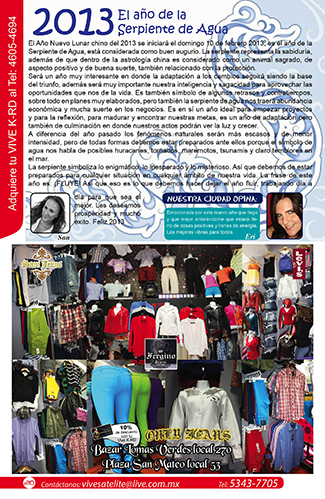 2013 El año de la
Serpiente de Agua
El Año Nuevo Lunar chino del 2013 se iniciará el domingo 10 de febrero 2013, es el año de la
Serpiente de Agua, está considerada como buen augurio. La serpiente representa la sabiduría,
además de que dentro de la astrología china es considerado como un animal sagrado, de
aspecto positivo y de buena suerte, también relacionado con la protección.
Será un año muy interesante en donde la adaptación a los cambios seguirá siendo la base
del triunfo, además será muy importante nuestra inteligencia y sagacidad para aprovechar las
oportunidades que nos dé la vida. Es también símbolo de algunos retrasos y contratiempos,
sobre todo en planes muy elaborados, pero también la serpiente de agua nos traerá abundancia
económica y mucha suerte en los negocios. Es en sí un año ideal para empezar proyectos
y para la reflexión, para madurar y encontrar nuestras metas, es un año de adaptación pero
también de culminación en donde nuestros actos podrán ver la luz y crecer.
A diferencia del año pasado los fenómenos naturales serán más escasos y de menor
intensidad, pero de todas formas debemos estar preparados ante ellos porque el símbolo de
agua nos habla de posibles huracanes, tornados, maremotos, tsunamis y claro temblores en
el mar.
La serpiente simboliza lo enigmático lo inesperado y lo misterioso. Así que debemos de estar
preparados para cualquier situación en cualquier ámbito de nuestra vida. La frase de este
año es: ¡FLUYE! Así que eso es lo que debemos hacer dejar el año fluir, trabajando día a
día para que sea el
mejor. Les deseamos
prosperidad y mucho
éxito. Feliz 2013
San
NUESTRA CIUDAD OPINA:
Emocionada por este nuevo año que llega
y que mejor entendiéndose que estará lle-
no de cosas positivas y llenas de energía.
Las mejores vibras para todos.
Eri
Adquiere tu VIVE K-RD al Tel: 4605-4694
Fergino
10%
ONLY JEANS
Bazar Lomas Verdes local 270
Plaza San Mateo local 53
Contáctanos: vivesatelite@live.com.mx Tel: 5343-7705